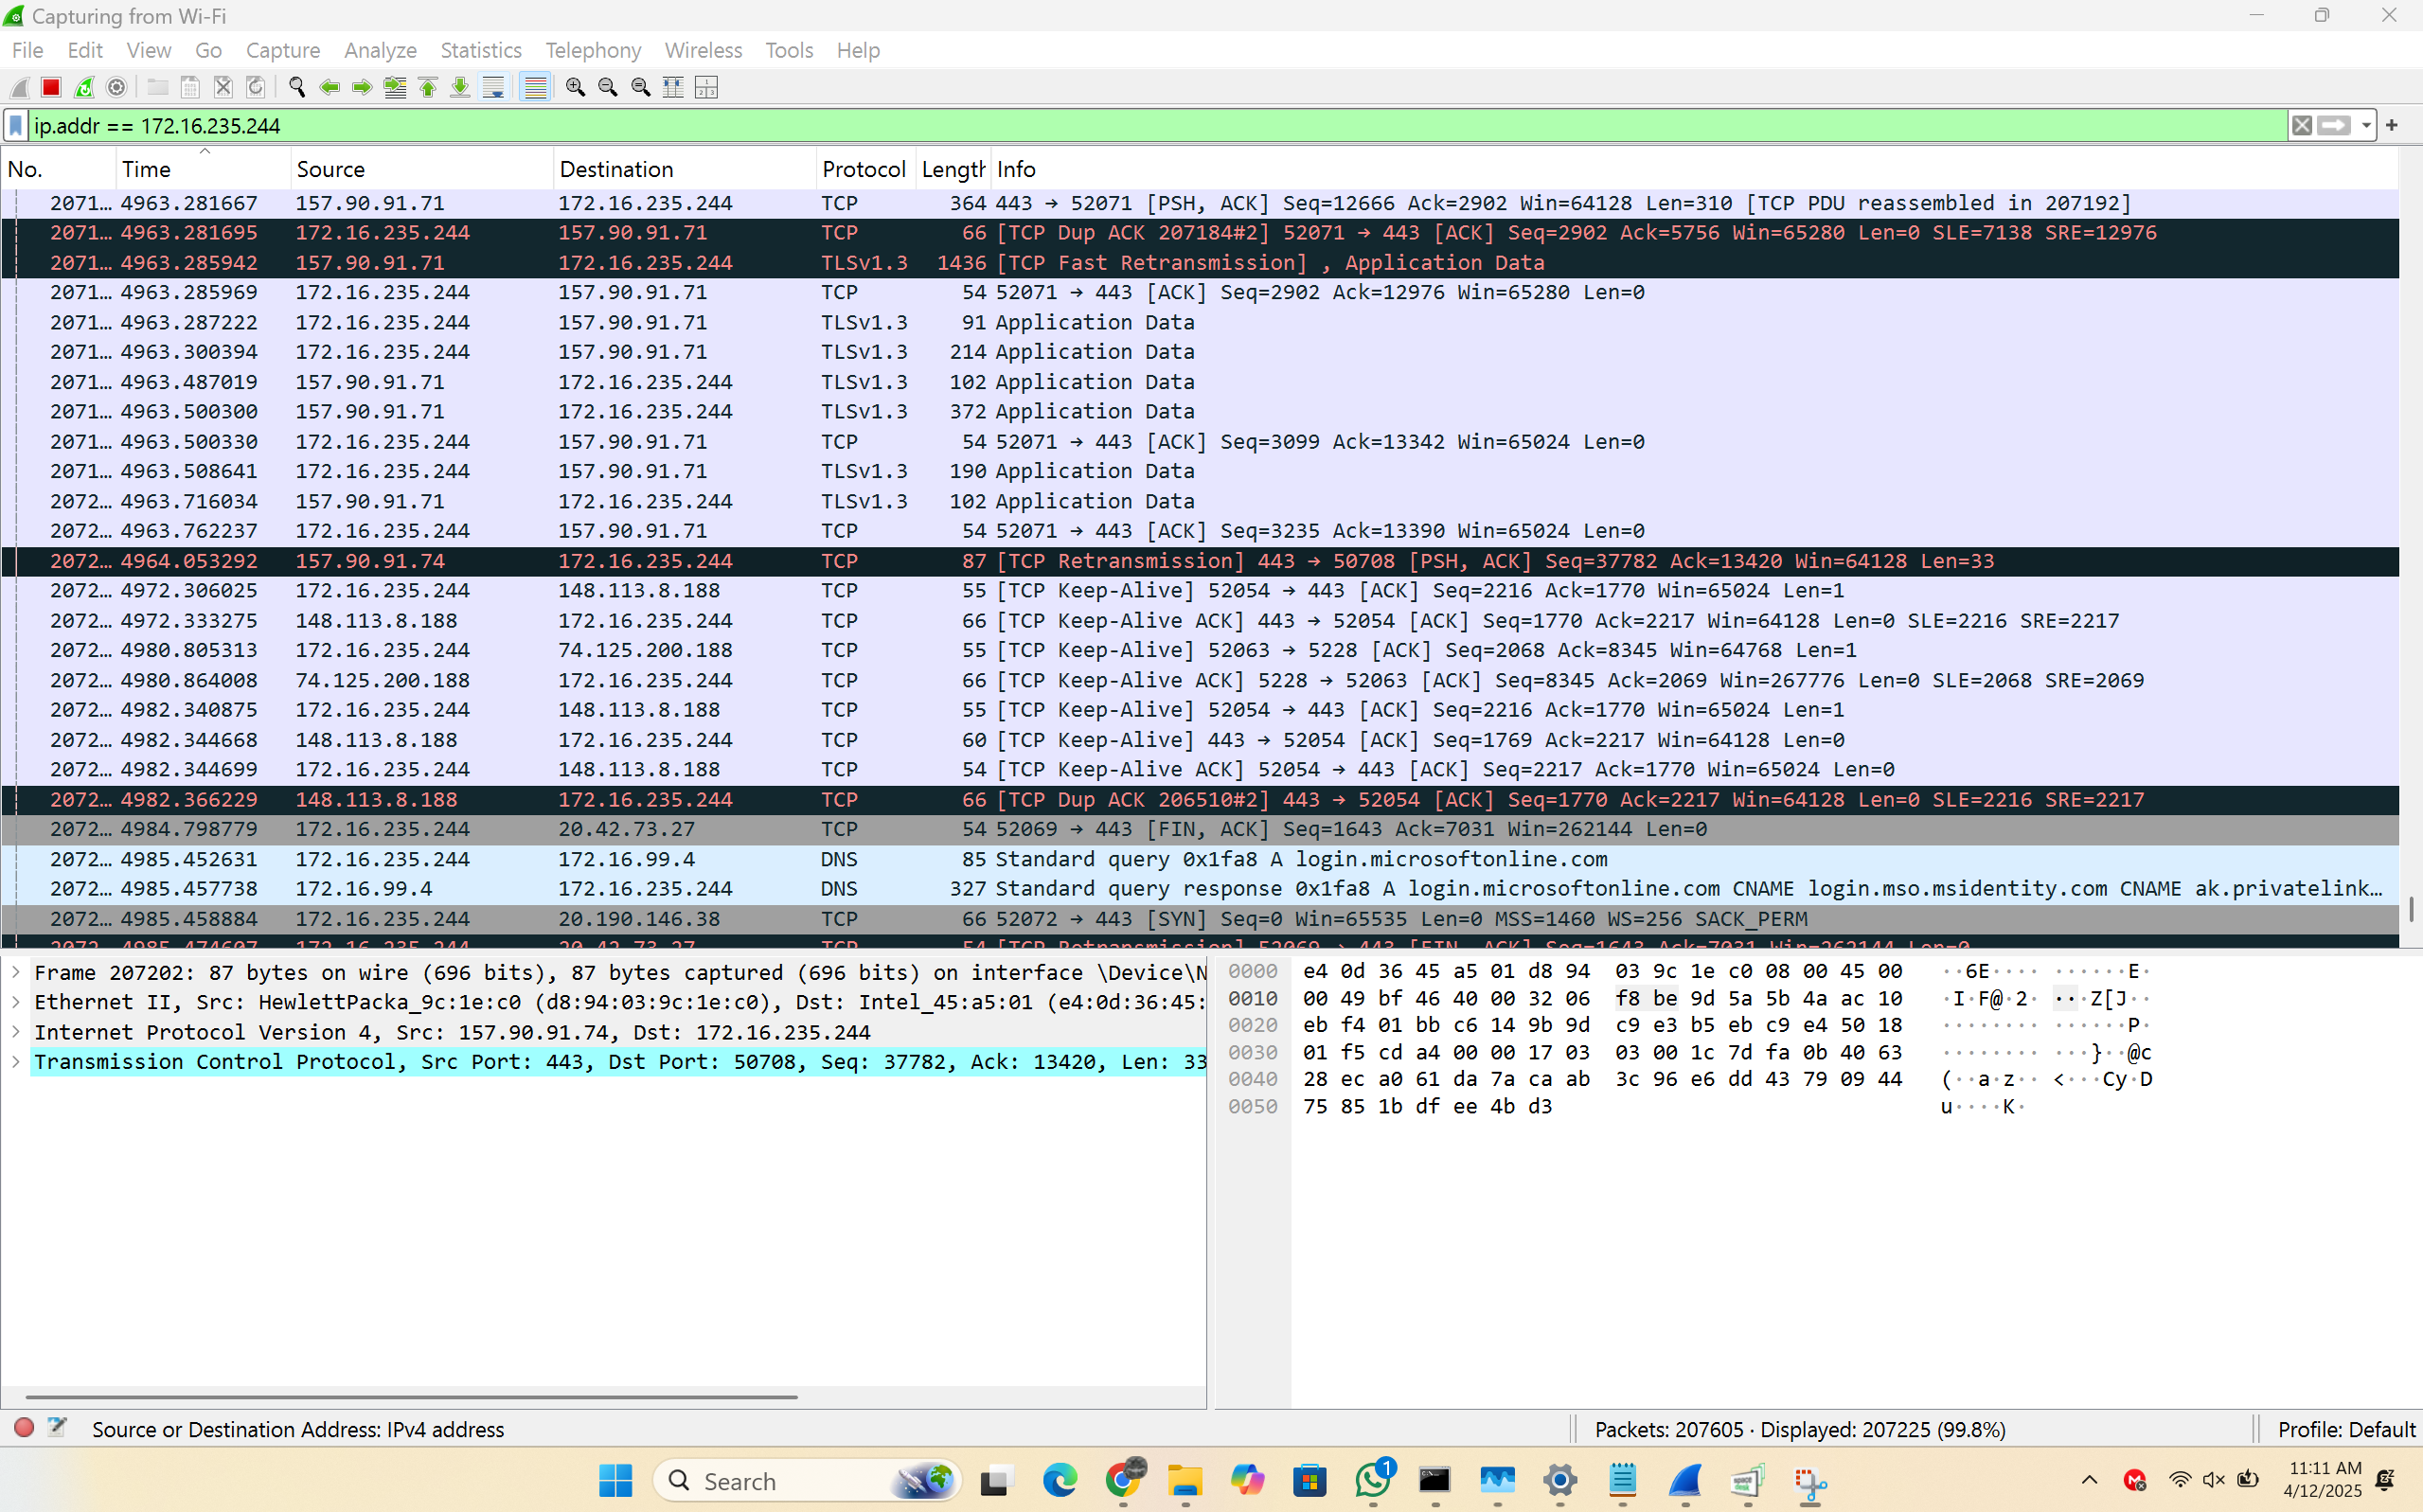 Capturing from Wi-Fi
File Edit View Go Capture Analyze Statistics Telephony Wireless Tools Help
ip.addr == 172.16.235.244
No. Time Source Destination Protocol Length Info
2071… 4963.281667 157.90.91.71 172.16.235.244 TCP 364 443 → 52071 [PSH, ACK] Seq=12666 Ack=2902 Win=64128 Len=310 [TCP PDU reassembled in 207192]
2071… 4963.281695 172.16.235.244 157.90.91.71 TCP 66 [TCP Dup ACK 207184#2] 52071 → 443 [ACK] Seq=2902 Ack=5756 Win=65280 Len=0 SLE=7138 SRE=12976
2071… 4963.285942 157.90.91.71 172.16.235.244 TLSv1.3 1436 [TCP Fast Retransmission] , Application Data
2071… 4963.285969 172.16.235.244 157.90.91.71 TCP 54 52071 → 443 [ACK] Seq=2902 Ack=12976 Win=65280 Len=0
2071… 4963.287222 172.16.235.244 157.90.91.71 TLSv1.3 91 Application Data
2071… 4963.300394 172.16.235.244 157.90.91.71 TLSv1.3 214 Application Data
2071… 4963.487019 157.90.91.71 172.16.235.244 TLSv1.3 102 Application Data
2071… 4963.500300 157.90.91.71 172.16.235.244 TLSv1.3 372 Application Data
2071… 4963.500330 172.16.235.244 157.90.91.71 TCP 54 52071 → 443 [ACK] Seq=3099 Ack=13342 Win=65024 Len=0
2071… 4963.508641 172.16.235.244 157.90.91.71 TLSv1.3 190 Application Data
2071… 4963.716034 157.90.91.71 172.16.235.244 TLSv1.3 102 Application Data
2072… 4963.762237 172.16.235.244 157.90.91.71 TCP 54 52071 → 443 [ACK] Seq=3235 Ack=13390 Win=65024 Len=0
2072… 4964.053292 157.90.91.74 172.16.235.244 TCP 87 [TCP Retransmission] 443 → 50708 [PSH, ACK] Seq=37782 Ack=13420 Win=64128 Len=33
2072… 4972.306025 172.16.235.244 148.113.8.188 TCP 55 [TCP Keep-Alive] 52054 → 443 [ACK] Seq=2216 Ack=1770 Win=65024 Len=1
2072… 4972.333275 148.113.8.188 172.16.235.244 TCP 66 [TCP Keep-Alive ACK] 443 → 52054 [ACK] Seq=1770 Ack=2217 Win=64128 Len=0 SLE=2216 SRE=2217
2072… 4980.805313 172.16.235.244 74.125.200.188 TCP 55 [TCP Keep-Alive] 52063 → 5228 [ACK] Seq=2068 Ack=8345 Win=64768 Len=1
2072… 4980.864008 74.125.200.188 172.16.235.244 TCP 66 [TCP Keep-Alive ACK] 5228 → 52063 [ACK] Seq=8345 Ack=2069 Win=267776 Len=0 SLE=2068 SRE=2069
2072… 4982.340875 172.16.235.244 148.113.8.188 TCP 55 [TCP Keep-Alive] 52054 → 443 [ACK] Seq=2216 Ack=1770 Win=65024 Len=1
2072… 4982.344668 148.113.8.188 172.16.235.244 TCP 60 [TCP Keep-Alive] 443 → 52054 [ACK] Seq=1769 Ack=2217 Win=64128 Len=0
2072… 4982.344699 172.16.235.244 148.113.8.188 TCP 54 [TCP Keep-Alive ACK] 52054 → 443 [ACK] Seq=2217 Ack=1770 Win=65024 Len=0
2072… 4982.366229 148.113.8.188 172.16.235.244 TCP 66 [TCP Dup ACK 206510#2] 443 → 52054 [ACK] Seq=1770 Ack=2217 Win=64128 Len=0 SLE=2216 SRE=2217
2072… 4984.798779 172.16.235.244 20.42.73.27 TCP 54 52069 → 443 [FIN, ACK] Seq=1643 Ack=7031 Win=262144 Len=0
2072… 4985.452631 172.16.235.244 172.16.99.4 DNS 85 Standard query 0x1fa8 A login.microsoftonline.com
2072… 4985.457738 172.16.99.4 172.16.235.244 DNS 327 Standard query response 0x1fa8 A login.microsoftonline.com CNAME login.mso.msidentity.com CNAME ak.privatelink…
2072… 4985.458884 172.16.235.244 20.190.146.38 TCP 66 52072 → 443 [SYN] Seq=0 Win=65535 Len=0 MSS=1460 WS=256 SACK_PERM
2072… 4985.474607 172.16.235.244 20.42.73.27 TCP 54 [TCP Retransmission] 52069 → 443 [FIN, ACK] Seq=1643 Ack=7031 Win=262144 Len=0
Frame 207202: 87 bytes on wire (696 bits), 87 bytes captured (696 bits) on interface \Device\N
Ethernet II, Src: HewlettPacka_9c:1e:c0 (d8:94:03:9c:1e:c0), Dst: Intel_45:a5:01 (e4:0d:36:45:
Internet Protocol Version 4, Src: 157.90.91.74, Dst: 172.16.235.244
Transmission Control Protocol, Src Port: 443, Dst Port: 50708, Seq: 37782, Ack: 13420, Len: 33
0000 e4 0d 36 45 a5 01 d8 94 03 9c 1e c0 08 00 45 00 ··6E···· ······E·
0010 00 49 bf 46 40 00 32 06 f8 be 9d 5a 5b 4a ac 10 ·I·F@·2· ···Z[J··
0020 eb f4 01 bb c6 14 9b 9d c9 e3 b5 eb c9 e4 50 18 ········ ······P·
0030 01 f5 cd a4 00 00 17 03 03 00 1c 7d fa 0b 40 63 ········ ···}··@c
0040 28 ec a0 61 da 7a ca ab 3c 96 e6 dd 43 79 09 44 (··a·z·· <···Cy·D
0050 75 85 1b df ee 4b d3 u····K·
Source or Destination Address: IPv4 address
Packets: 207605 · Displayed: 207225 (99.8%)
Profile: Default
Search
1
11:11 AM
4/12/2025